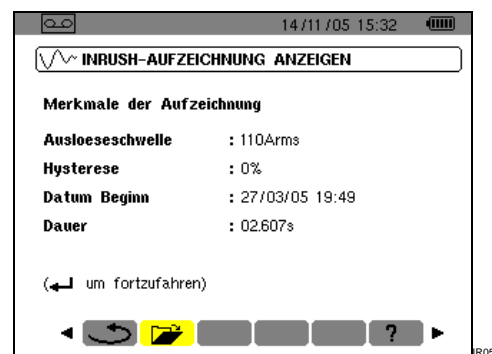 14/11/05 15:32
INRUSH-AUFZEICHNUNG ANZEIGEN
Merkmale der Aufzeichnung
Ausloeseschwelle : 110Arms
Hysterese : 0%
Datum Beginn : 27/03/05 19:49
Dauer : 02.607s
(↵ um fortzufahren)
?